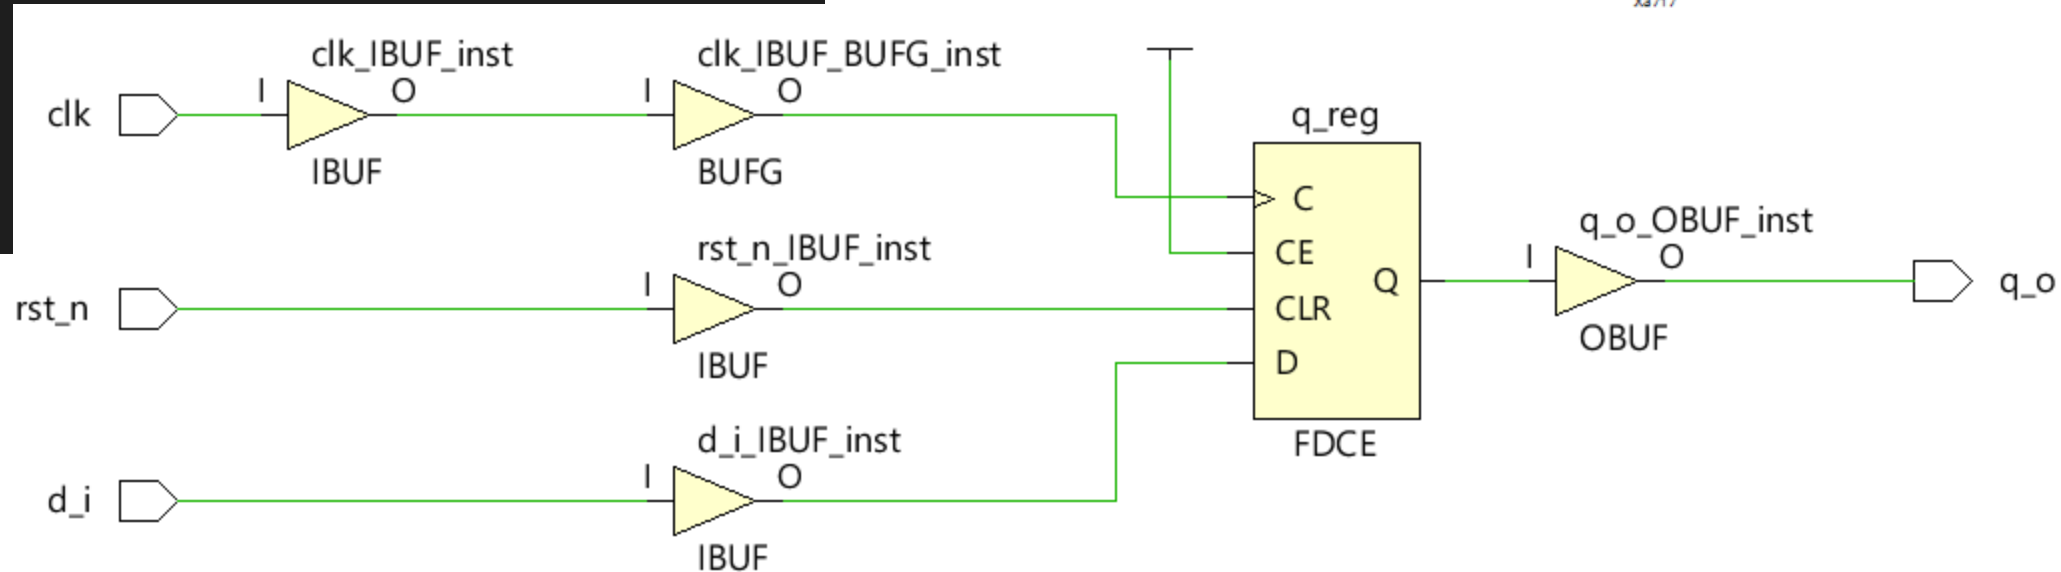 clk
I
clk_IBUF_inst
O
IBUF
I
clk_IBUF_BUFG_inst
O
BUFG
rst_n
I
rst_n_IBUF_inst
O
IBUF
d_i
I
d_i_IBUF_inst
O
IBUF
q_reg
C
CE
CLR
D
Q
FDCE
I
q_o_OBUF_inst
O
OBUF
q_o